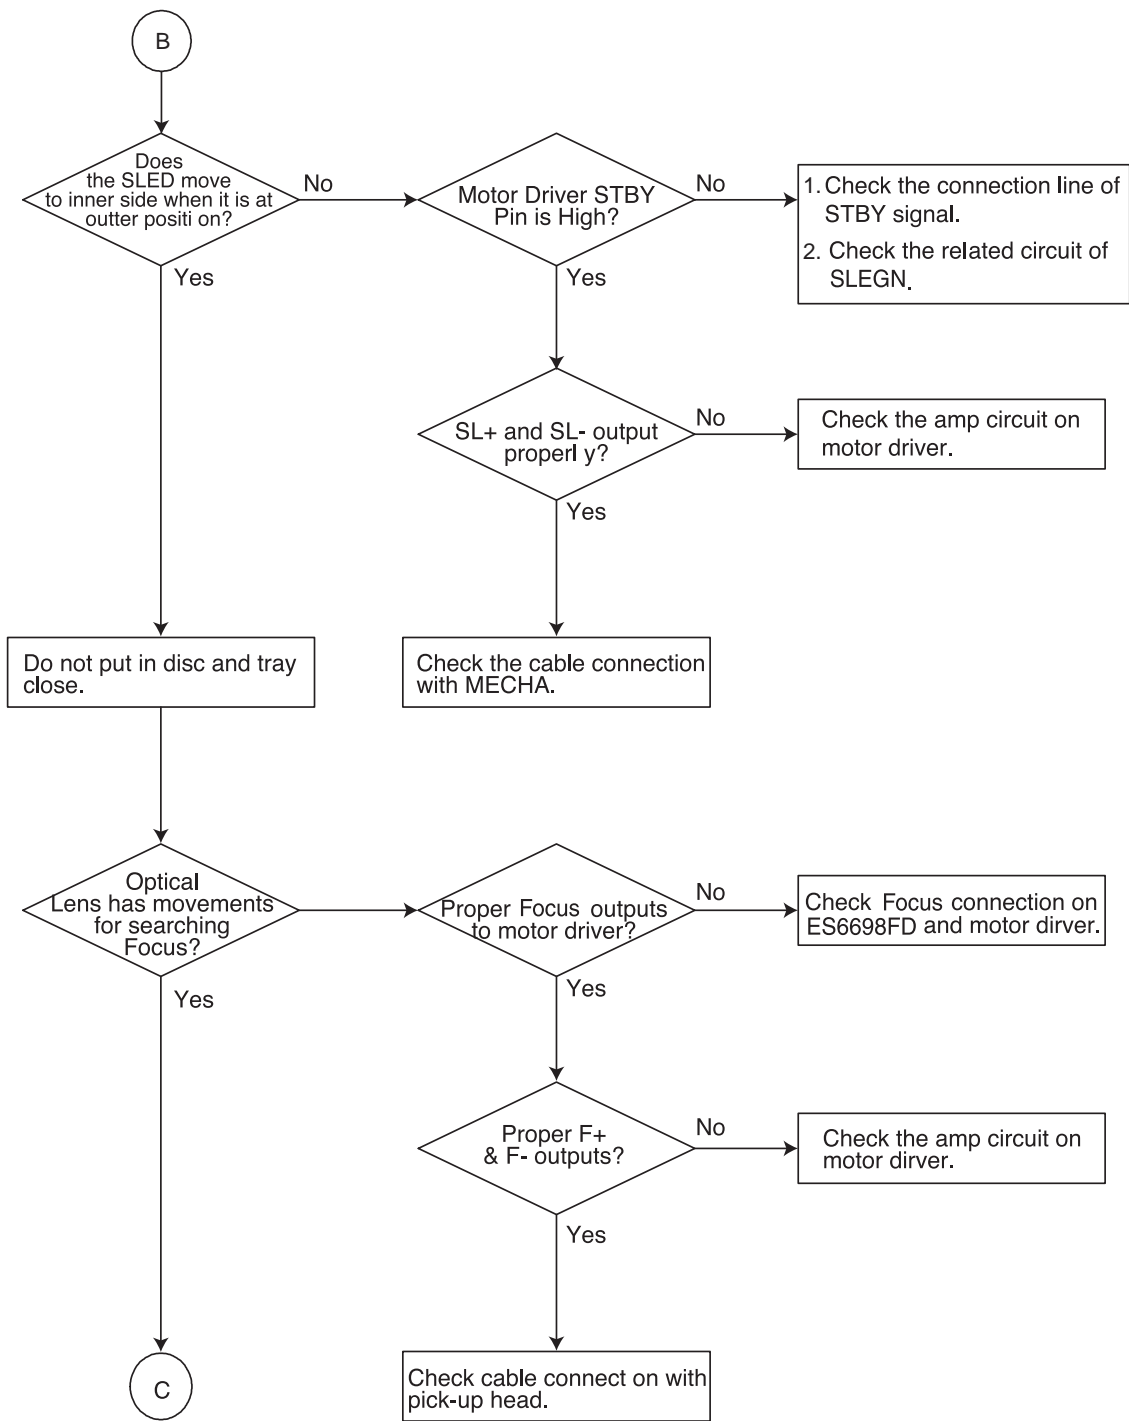 B
Does
the SLED move
to inner side when it is at
outter positi on?
No
Yes
Motor Driver STBY
Pin is High?
No
Yes
1. Check the connection line of
STBY signal.
2. Check the related circuit of
SLEGN.
SL+ and SL- output
properl y?
No
Yes
Check the amp circuit on
motor driver.
Do not put in disc and tray
close.
Check the cable connection
with MECHA.
Optical
Lens has movements
for searching
Focus?
Yes
Proper Focus outputs
to motor driver?
No
Yes
Check Focus connection on
ES6698FD and motor dirver.
Proper F+
& F- outputs?
No
Yes
Check the amp circuit on
motor dirver.
C
Check cable connect on with
pick-up head.